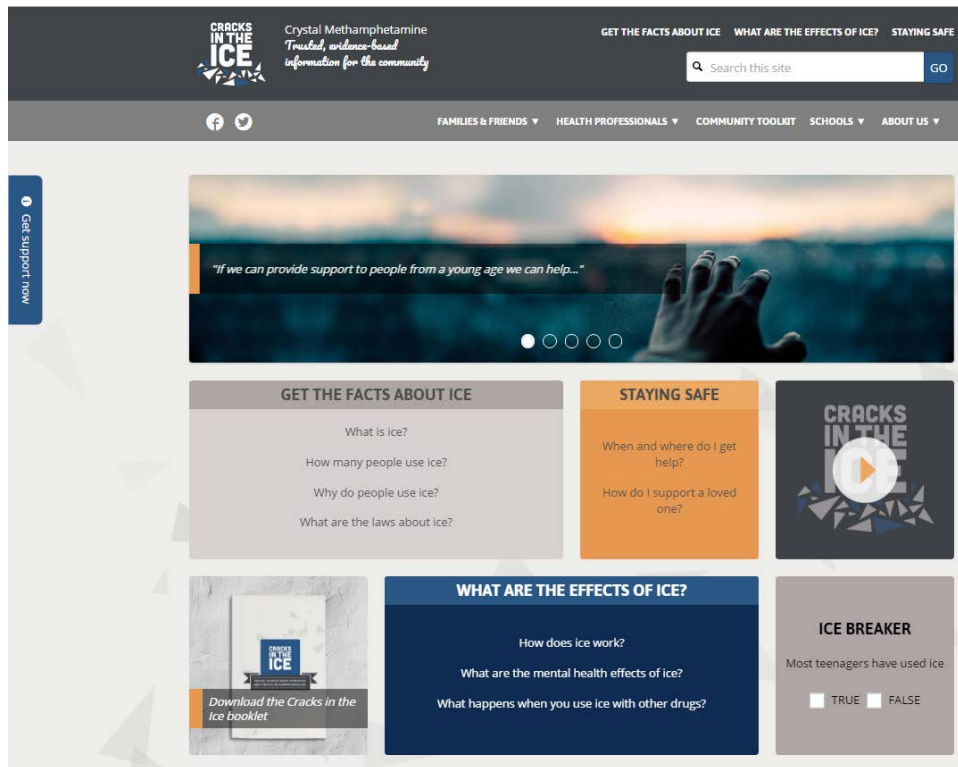 CRACKS
IN THE
ICE
Crystal Methamphetamine
Trusted, evidence-based
information for the community
GET THE FACTS ABOUT ICE WHAT ARE THE EFFECTS OF ICE? STAYING SAFE
Search this site
GO
FAMILIES & FRIENDS ▼ HEALTH PROFESSIONALS ▼ COMMUNITY TOOLKIT SCHOOLS ▼ ABOUT US ▼
Get support now
"If we can provide support to people from a young age we can help..."
GET THE FACTS ABOUT ICE
What is ice?
How many people use ice?
Why do people use ice?
What are the laws about ice?
STAYING SAFE
When and where do I get
help?
How do I support a loved
one?
CRACKS
IN THE
ICE
CRACKS
IN THE
ICE
Download the Cracks in the
Ice booklet
WHAT ARE THE EFFECTS OF ICE?
How does ice work?
What are the mental health effects of ice?
What happens when you use ice with other drugs?
ICE BREAKER
Most teenagers have used ice
TRUE FALSE